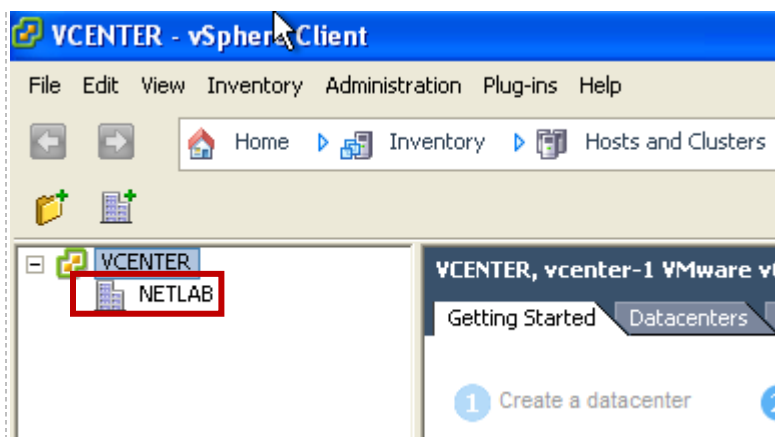 VCENTER - vSphere Client
File Edit View Inventory Administration Plug-ins Help
Home Inventory Hosts and Clusters
VCENTER
NETLAB
VCENTER, vcenter-1 VMware
Getting Started Datacenters
1 Create a datacenter 2